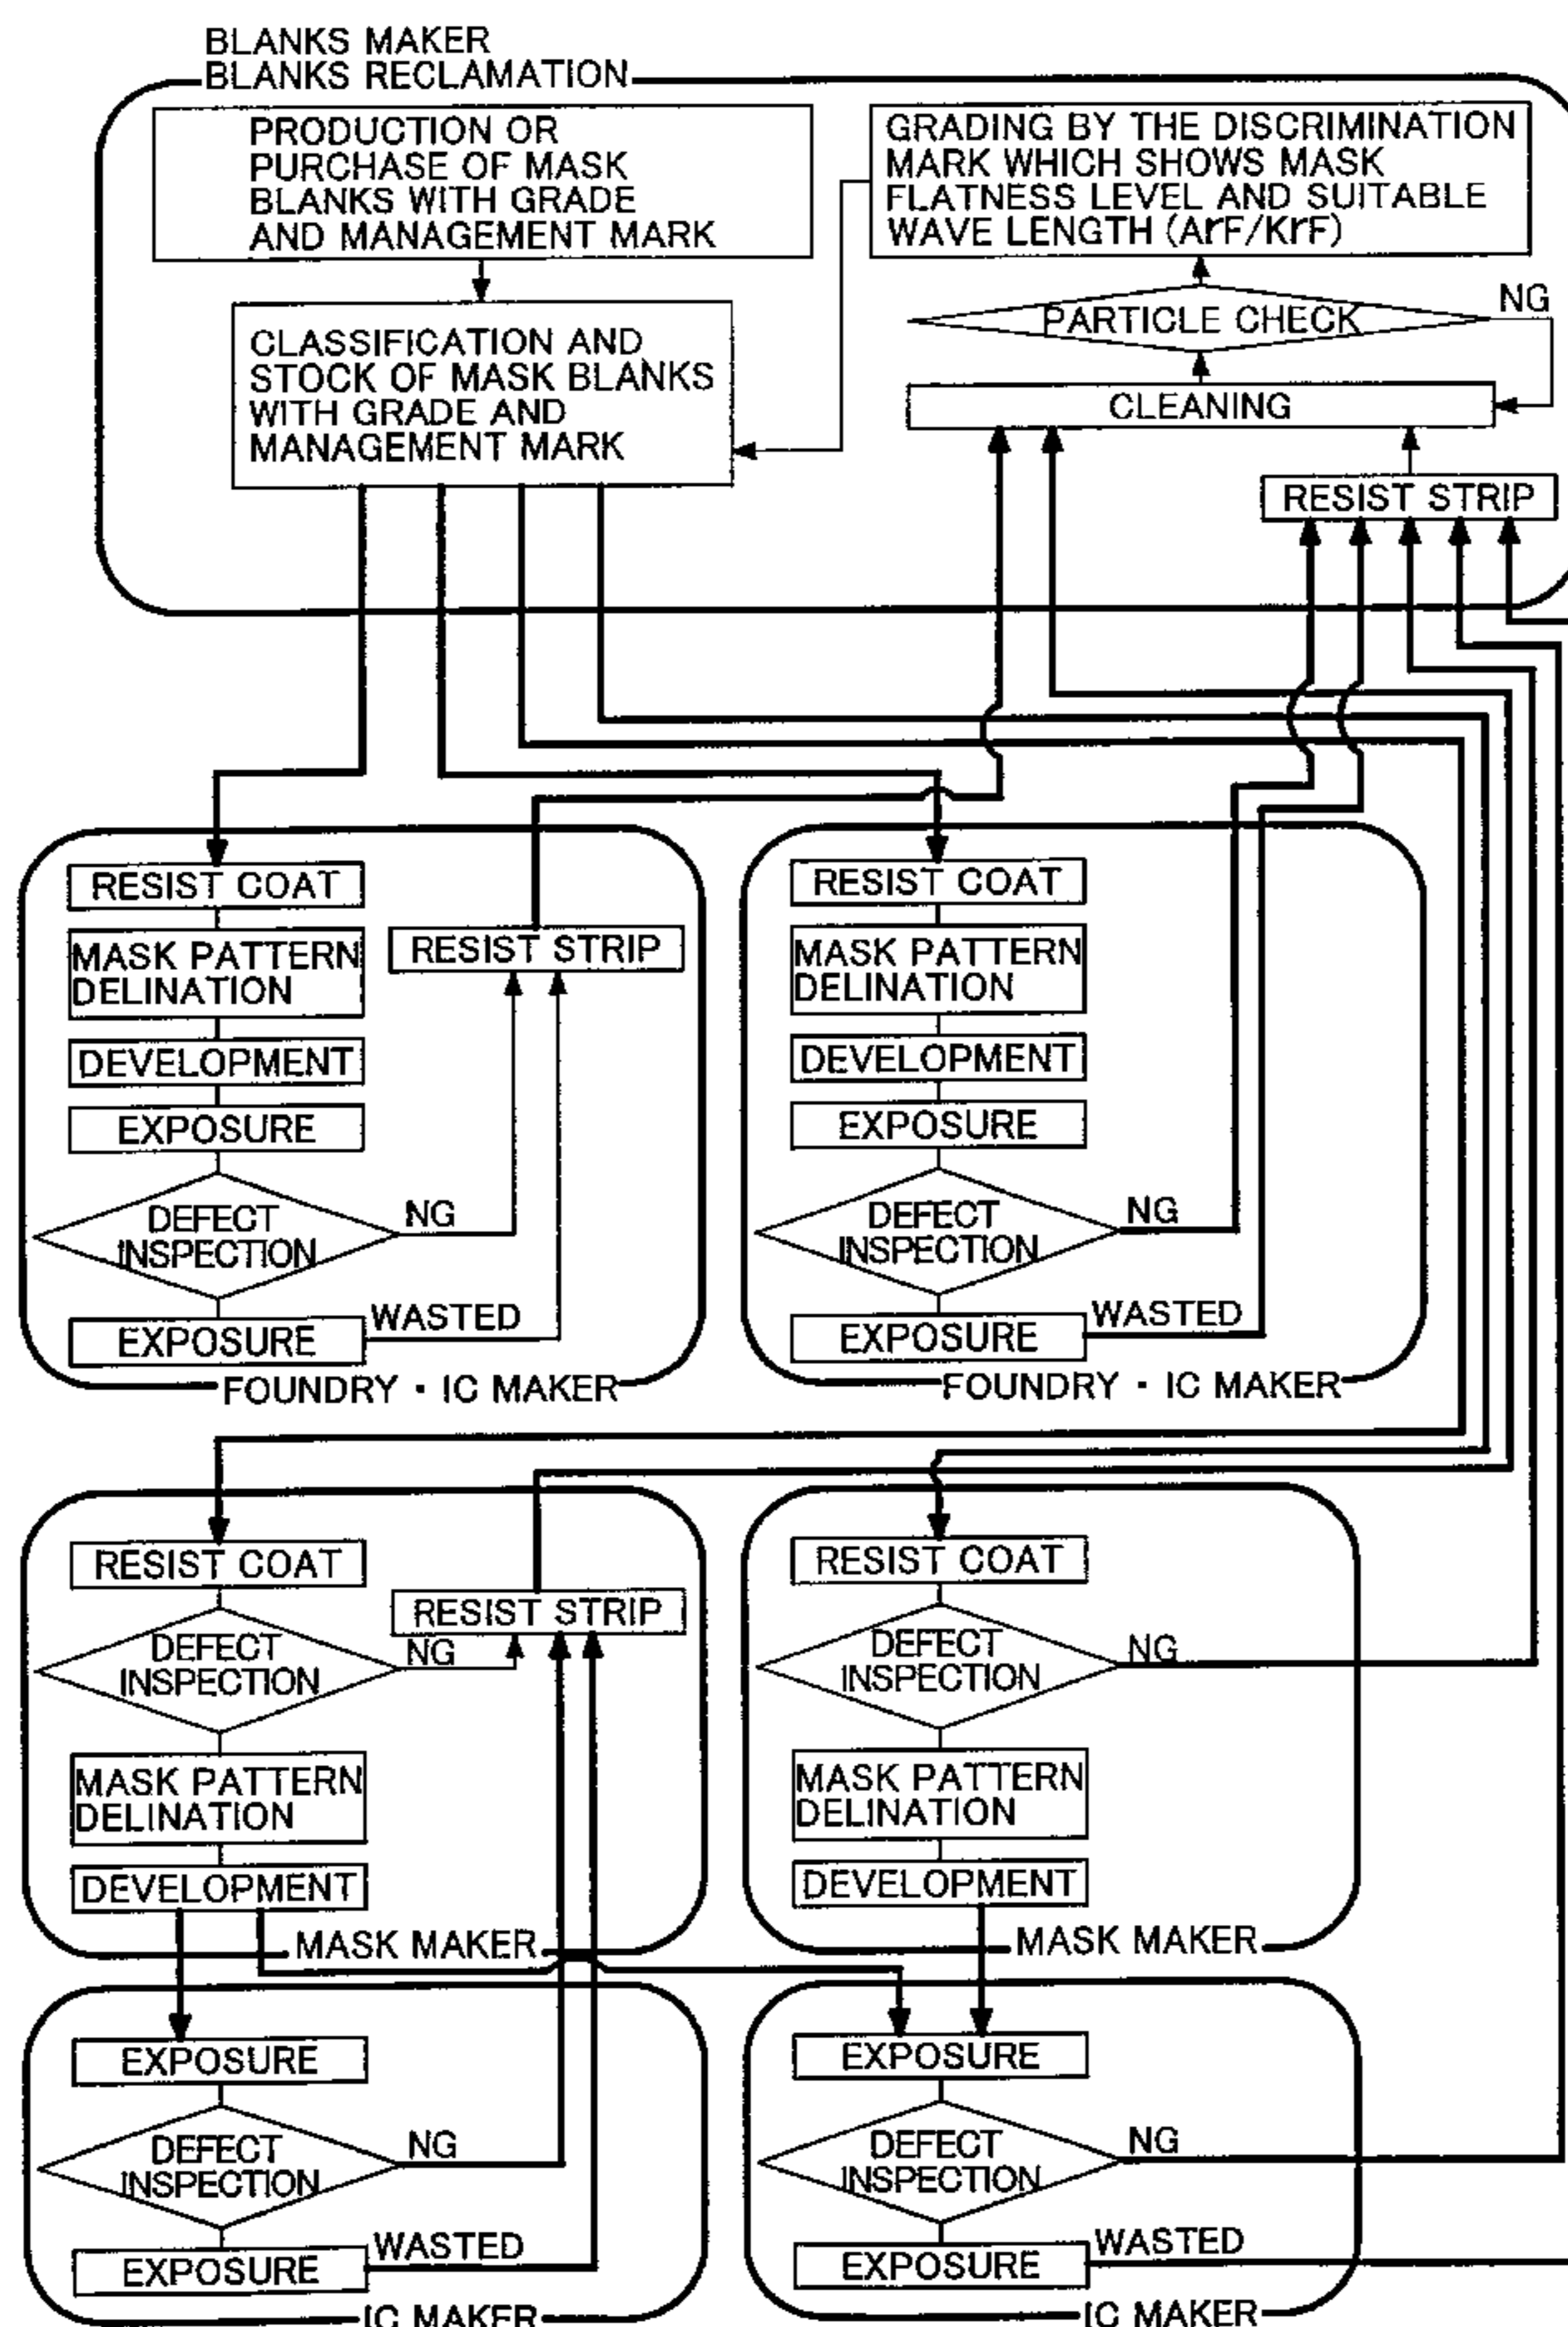 BLANKS MAKER
BLANKS RECLAMATION
PRODUCTION OR
PURCHASE OF MASK
BLANKS WITH GRADE
AND MANAGEMENT MARK
GRADING BY THE DISCRIMINATION
MARK WHICH SHOWS MASK
FLATNESS LEVEL AND SUITABLE
WAVE LENGTH (ArF/KrF)
PARTICLE CHECK
NG
CLASSIFICATION AND
STOCK OF MASK BLANKS
WITH GRADE AND
MANAGEMENT MARK
CLEANING
RESIST STRIP
RESIST COAT
MASK PATTERN
DELINATION
DEVELOPMENT
EXPOSURE
DEFECT
INSPECTION
NG
EXPOSURE
WASTED
RESIST STRIP
FOUNDRY・IC MAKER
RESIST COAT
MASK PATTERN
DELINATION
DEVELOPMENT
EXPOSURE
DEFECT
INSPECTION
NG
EXPOSURE
WASTED
FOUNDRY・IC MAKER
RESIST COAT
DEFECT
INSPECTION
NG
RESIST STRIP
MASK PATTERN
DELINATION
DEVELOPMENT
MASK MAKER
RESIST COAT
DEFECT
INSPECTION
NG
MASK PATTERN
DELINATION
DEVELOPMENT
MASK MAKER
EXPOSURE
DEFECT
INSPECTION
NG
EXPOSURE
WASTED
IC MAKER
EXPOSURE
DEFECT
INSPECTION
NG
EXPOSURE
WASTED
IC MAKER